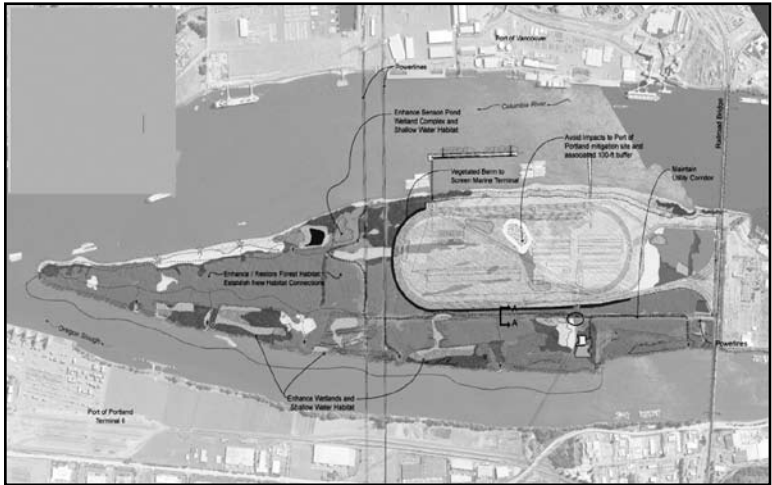 Port of Vancouver
Powerlines
Enhance Benson Pond
Wetland Complex and
Shallow Water Habitat
Columbia River
Avoid Impacts to Port of
Portland mitigation site and
associated 100-ft buffer
Railroad Bridge
Vegetated Berm to
Screen Marine Terminal
Maintain
Utility Corridor
Enhance / Restore Forest Habitat
Establish New Habitat Connections
A
A
Oregon Slough
Powerlines
Enhance Wetlands and
Shallow Water Habitat
Port of Portland
Terminal 6